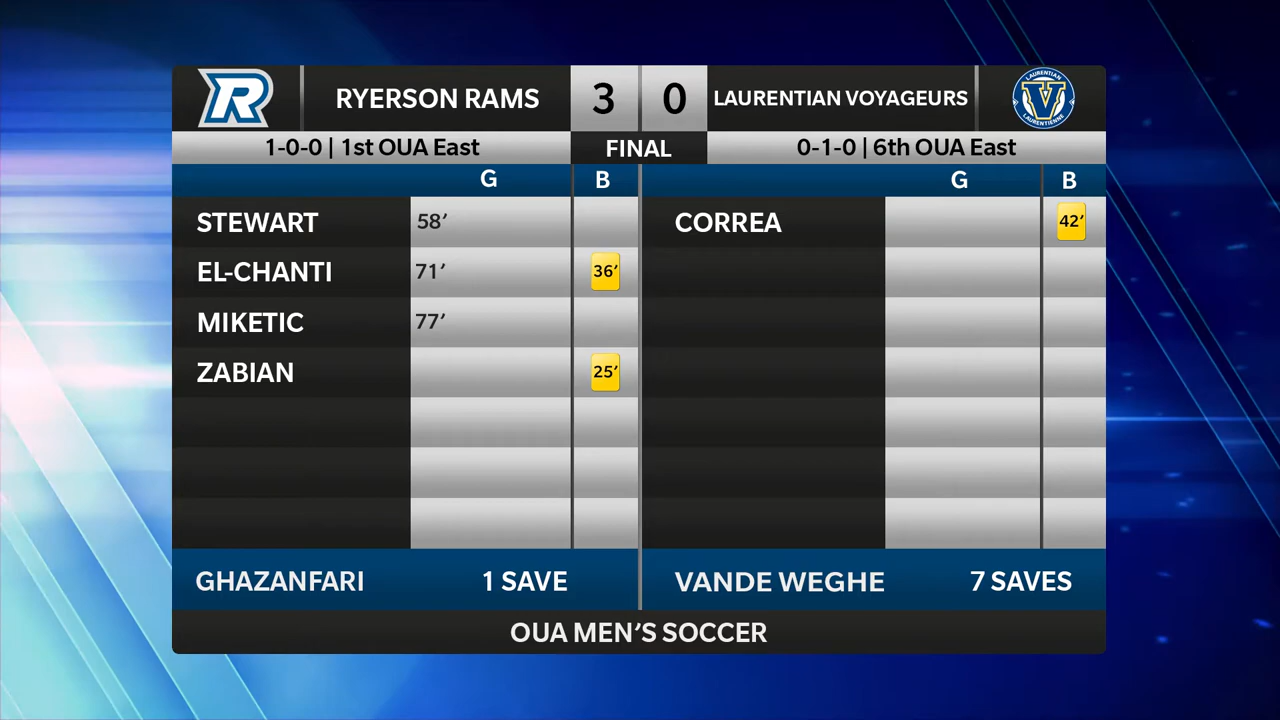 R
RYERSON RAMS 3 0 LAURENTIAN VOYAGEURS
LAURENTIAN
V
LAURENTIENNE
1-0-0 | 1st OUA East FINAL 0-1-0 | 6th OUA East
G B G B
STEWART 58’ CORREA 42’
EL-CHANTI 71’ 36’
MIKETIC 77’
ZABIAN 25’
GHAZANFARI 1 SAVE VANDE WEGHE 7 SAVES
OUA MEN’S SOCCER